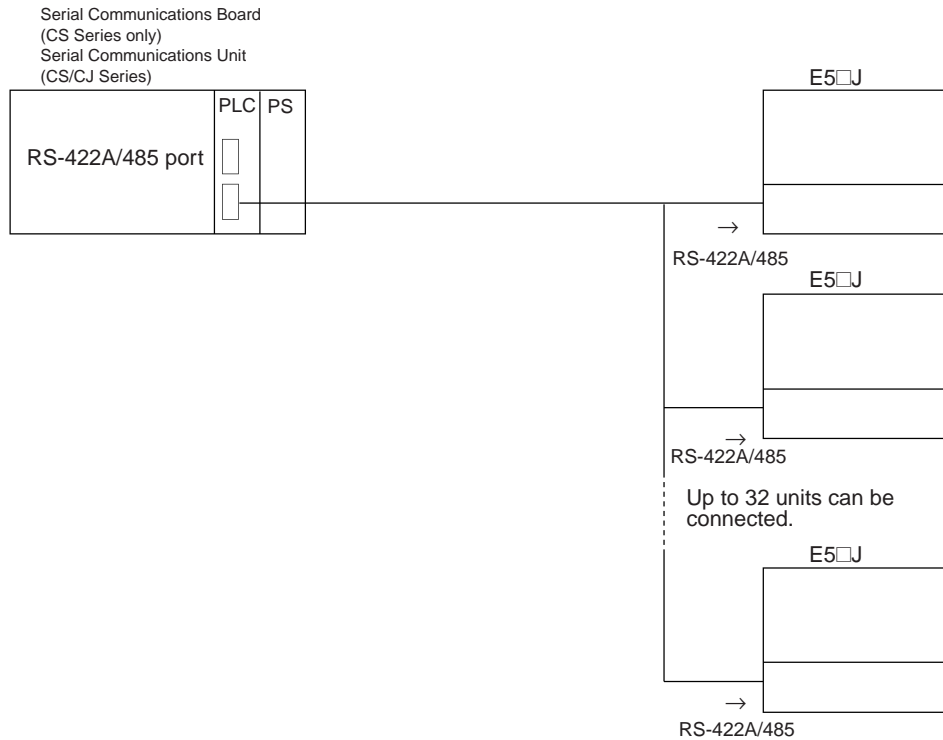 Serial Communications Board
(CS Series only)
Serial Communications Unit
(CS/CJ Series)
PLC
PS
RS-422A/485 port
E5□J
→
RS-422A/485
E5□J
→
RS-422A/485
Up to 32 units can be
connected.
E5□J
→
RS-422A/485